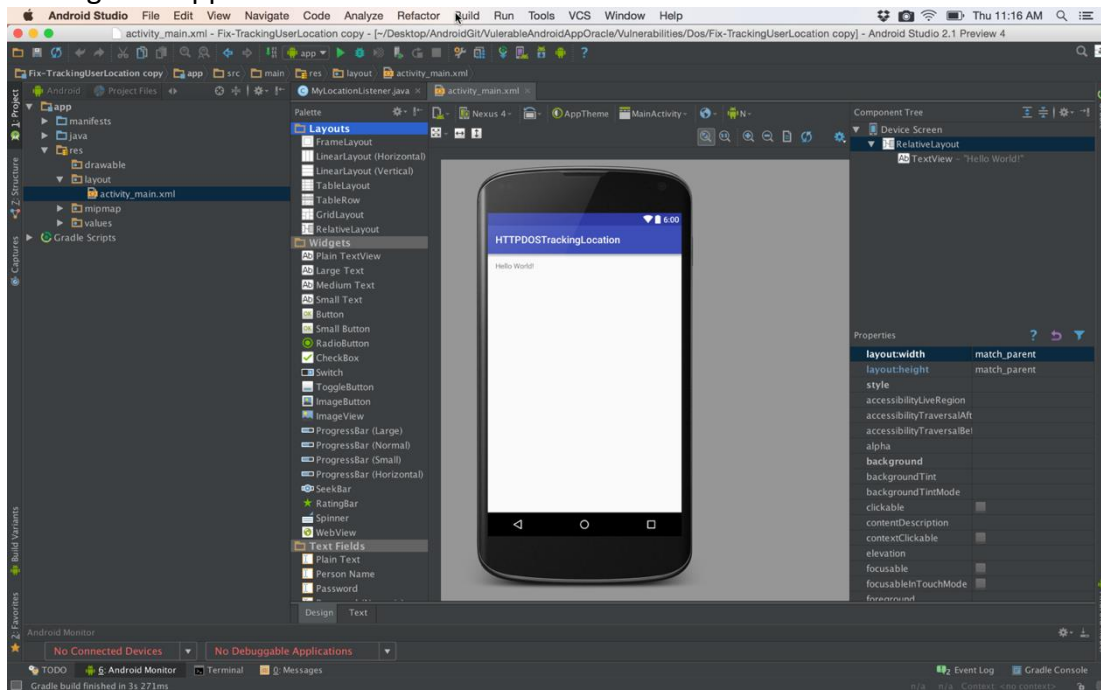 Android Studio File Edit View Navigate Code Analyze Refactor Build Run Tools VCS Window Help Thu 11:16 AM
activity_main.xml - Fix-TrackingUserLocation copy - [~/Desktop/AndroidGit/VulerableAndroidAppOracle/Vulnerabilities/Dos/Fix-TrackingUserLocation copy] - Android Studio 2.1 Preview 4
app
Fix-TrackingUserLocation copy app src main res layout activity_main.xml
Android Project Files MyLocationListener.java activity_main.xml
1: Project
Z: Structure
Captures
Build Variants
2: Favorites
app
manifests
java
res
drawable
layout
activity_main.xml
mipmap
values
Gradle Scripts
Palette
Layouts
FrameLayout
LinearLayout (Horizontal)
LinearLayout (Vertical)
TableLayout
TableRow
GridLayout
RelativeLayout
Widgets
Plain TextView
Large Text
Medium Text
Small Text
Button
Small Button
RadioButton
CheckBox
Switch
ToggleButton
ImageButton
ImageView
ProgressBar (Large)
ProgressBar (Normal)
ProgressBar (Small)
ProgressBar (Horizontal)
SeekBar
RatingBar
Spinner
WebView
Text Fields
Plain Text
Person Name
Password
Nexus 4 AppTheme MainActivity N
6:00
HTTPDOSTrackingLocation
Hello World!
Design Text
Component Tree
Device Screen
RelativeLayout
Ab TextView - "Hello World!"
Properties ?
layout:width match_parent
layout:height match_parent
style
accessibilityLiveRegion
accessibilityTraversalAft
accessibilityTraversalBef
alpha
background
backgroundTint
backgroundTintMode
clickable
contentDescription
contextClickable
elevation
focusable
focusableInTouchMode
foreground
Android Monitor
No Connected Devices No Debuggable Applications
TODO 6: Android Monitor Terminal 0: Messages 2 Event Log Gradle Console
Gradle build finished in 3s 271ms n/a n/a Context: <no context>